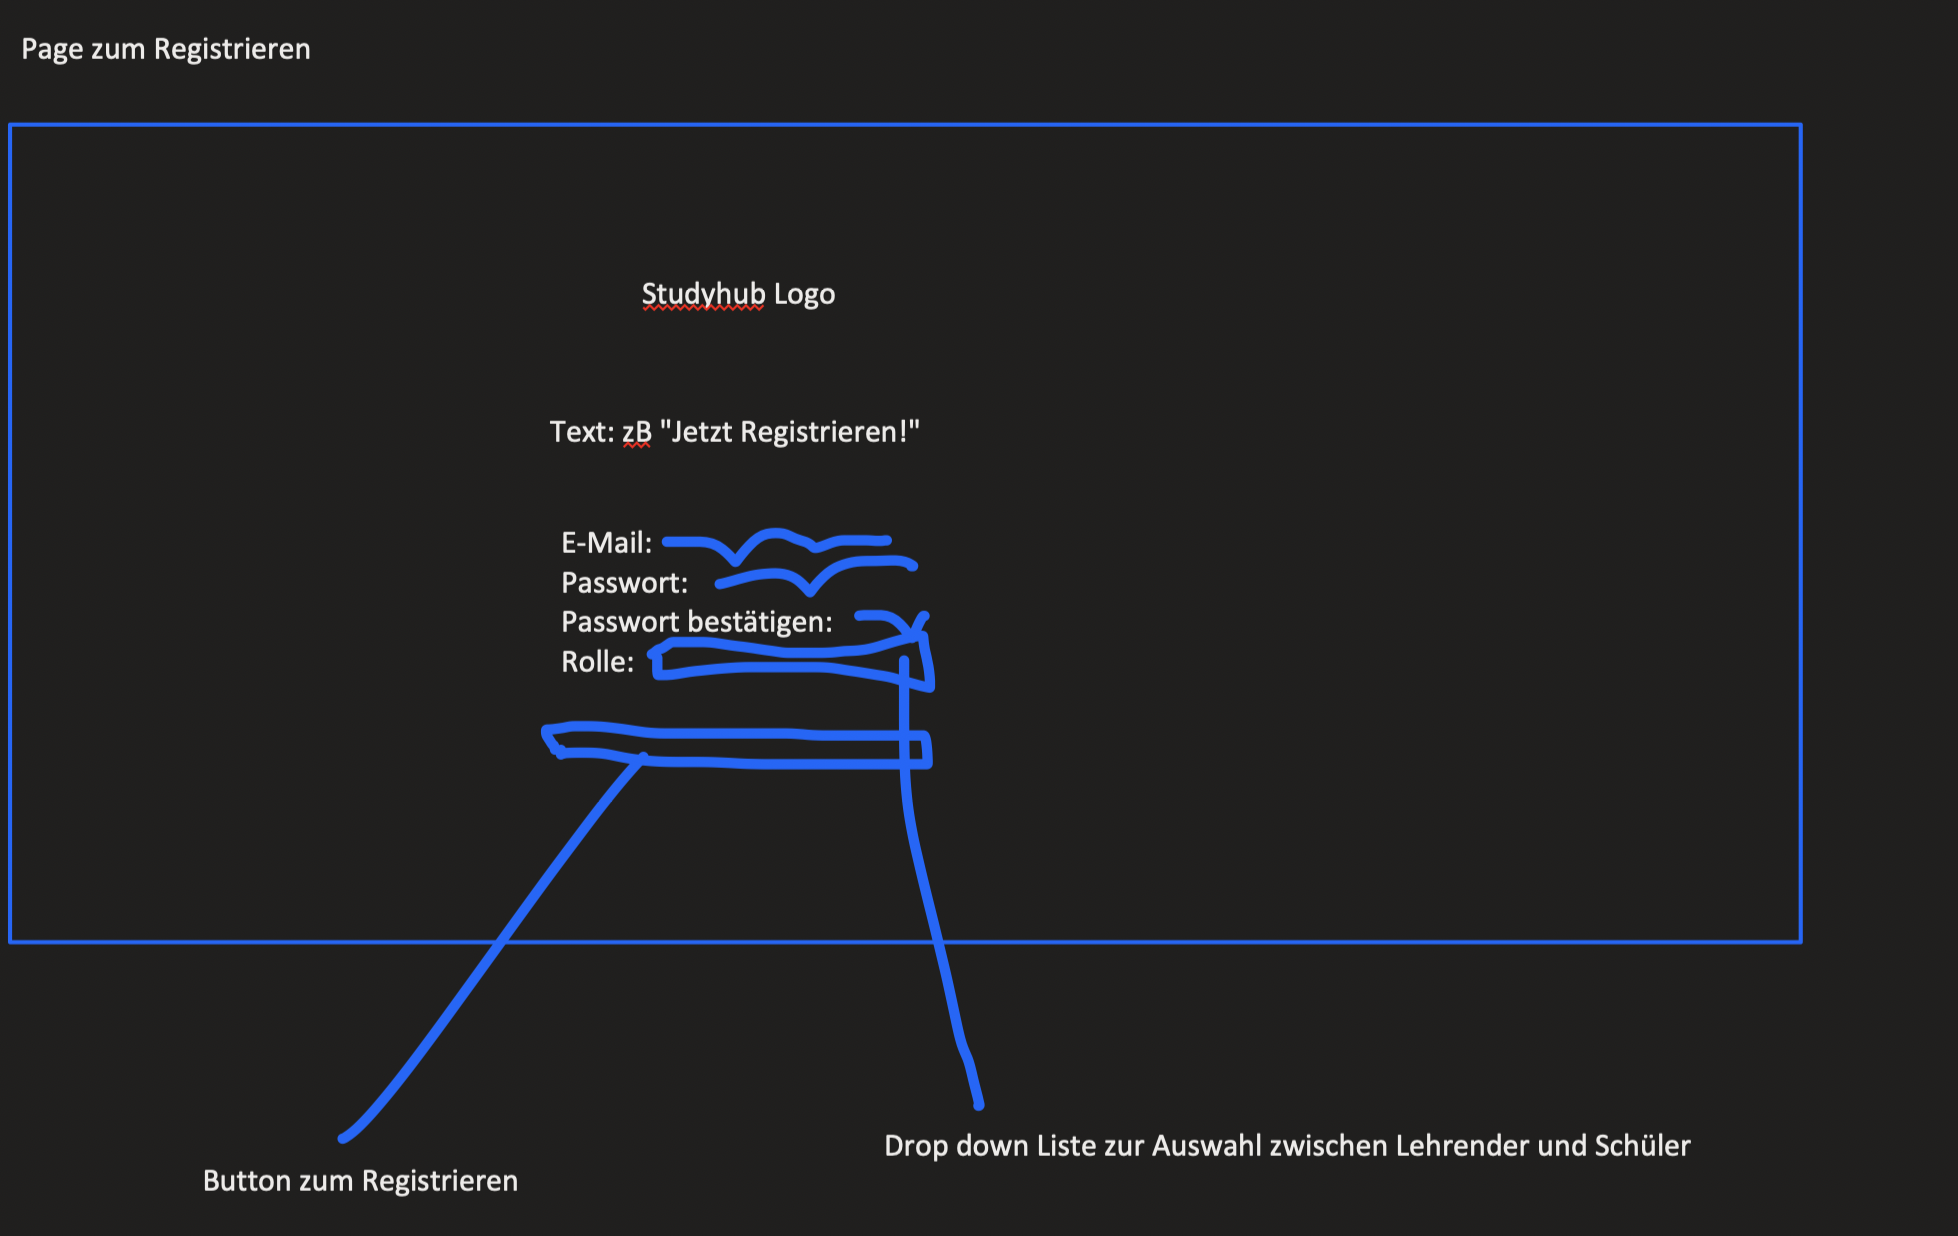 Page zum Registrieren
Studyhub Logo
Text: zB "Jetzt Registrieren!"
E-Mail:
Passwort:
Passwort bestätigen:
Rolle:
Drop down Liste zur Auswahl zwischen Lehrender und Schüler
Button zum Registrieren